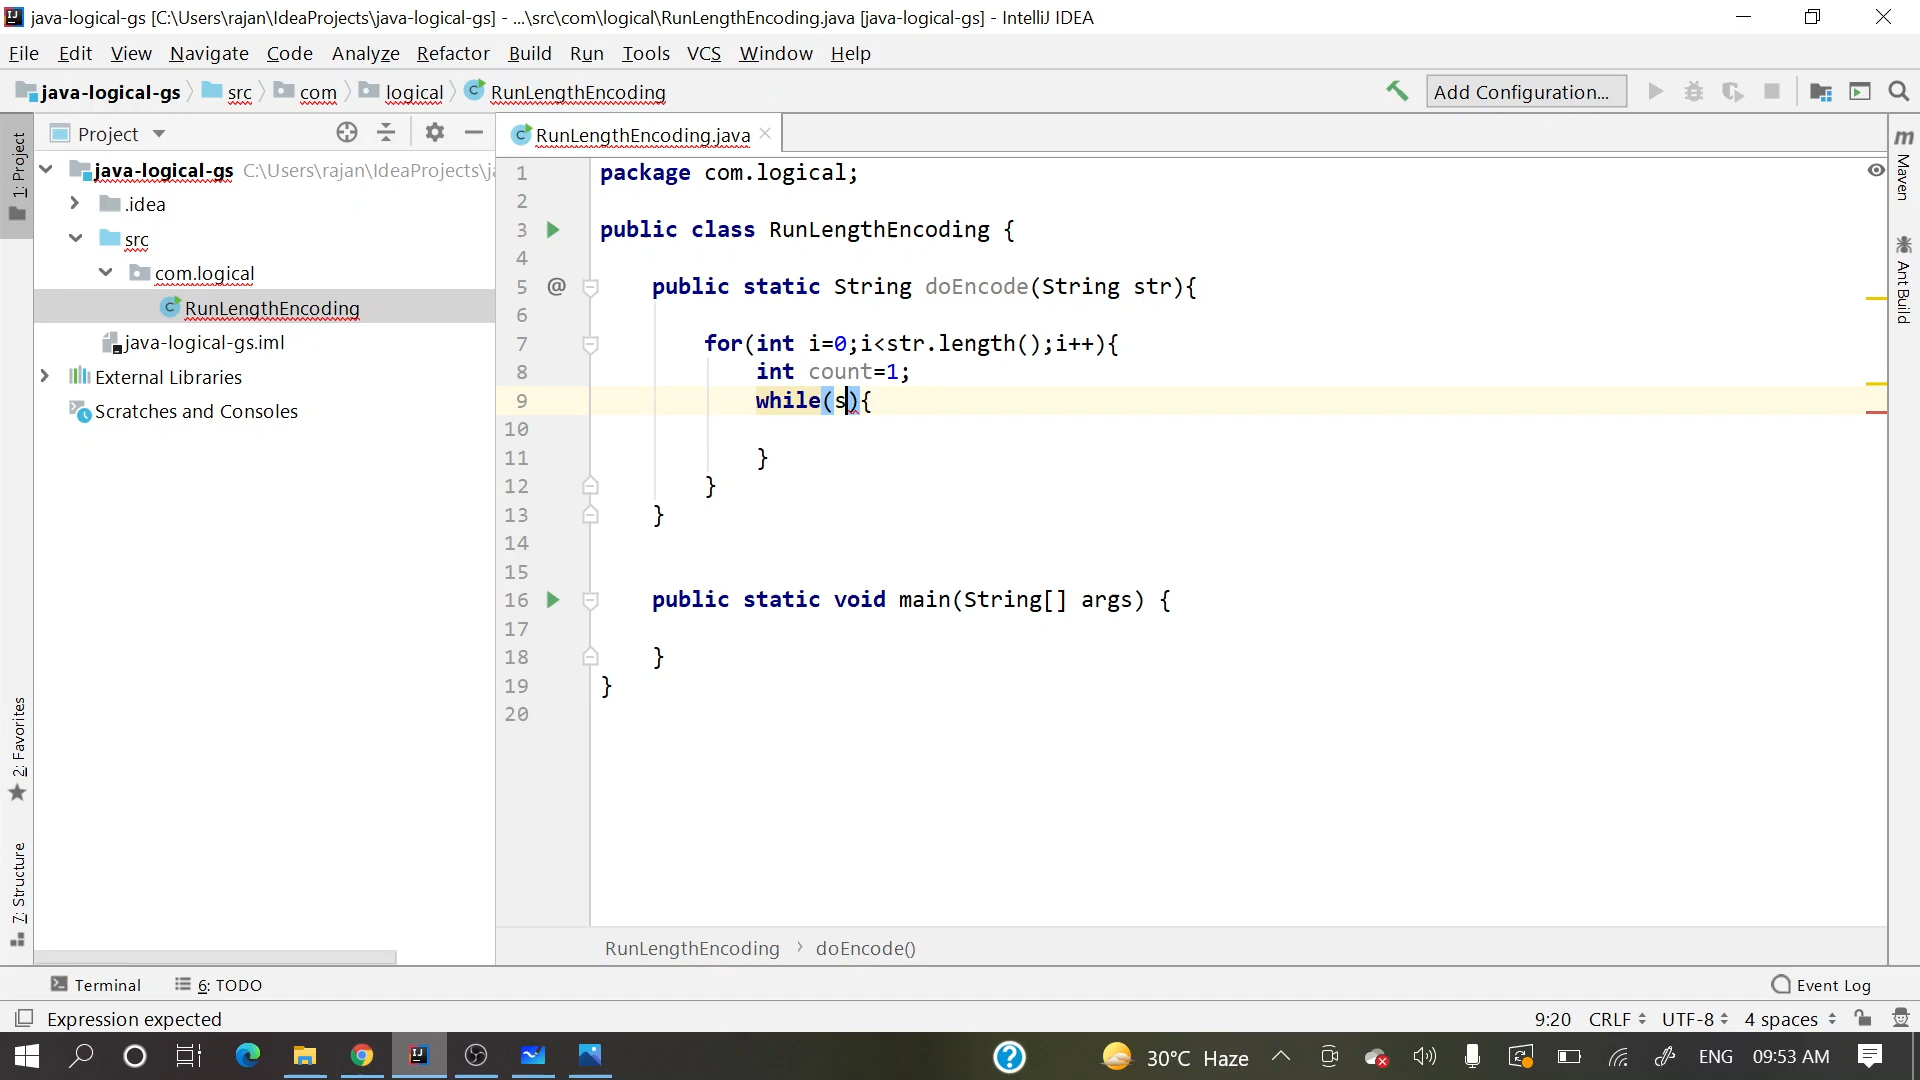 java-logical-gs [C:\Users\rajan\IdeaProjects\java-logical-gs] - ...\src\com\logical\RunLengthEncoding.java [java-logical-gs] - IntelliJ IDEA
File Edit View Navigate Code Analyze Refactor Build Run Tools VCS Window Help
java-logical-gs src com logical RunLengthEncoding Add Configuration...
Project
RunLengthEncoding.java
1: Project
java-logical-gs C:\Users\rajan\IdeaProjects\ja
.idea
src
com.logical
RunLengthEncoding
java-logical-gs.iml
External Libraries
Scratches and Consoles
1 package com.logical;
2
3 public class RunLengthEncoding {
4
5 @ public static String doEncode(String str){
6
7 for(int i=0;i<str.length();i++){
8 int count=1;
9 while(s){
10
11 }
12 }
13 }
14
15
16 public static void main(String[] args) {
17
18 }
19 }
20
Maven
Ant Build
2: Favorites
7: Structure
RunLengthEncoding › doEncode()
Terminal 6: TODO Event Log
Expression expected 9:20 CRLF UTF-8 4 spaces
30°C Haze ENG 09:53 AM